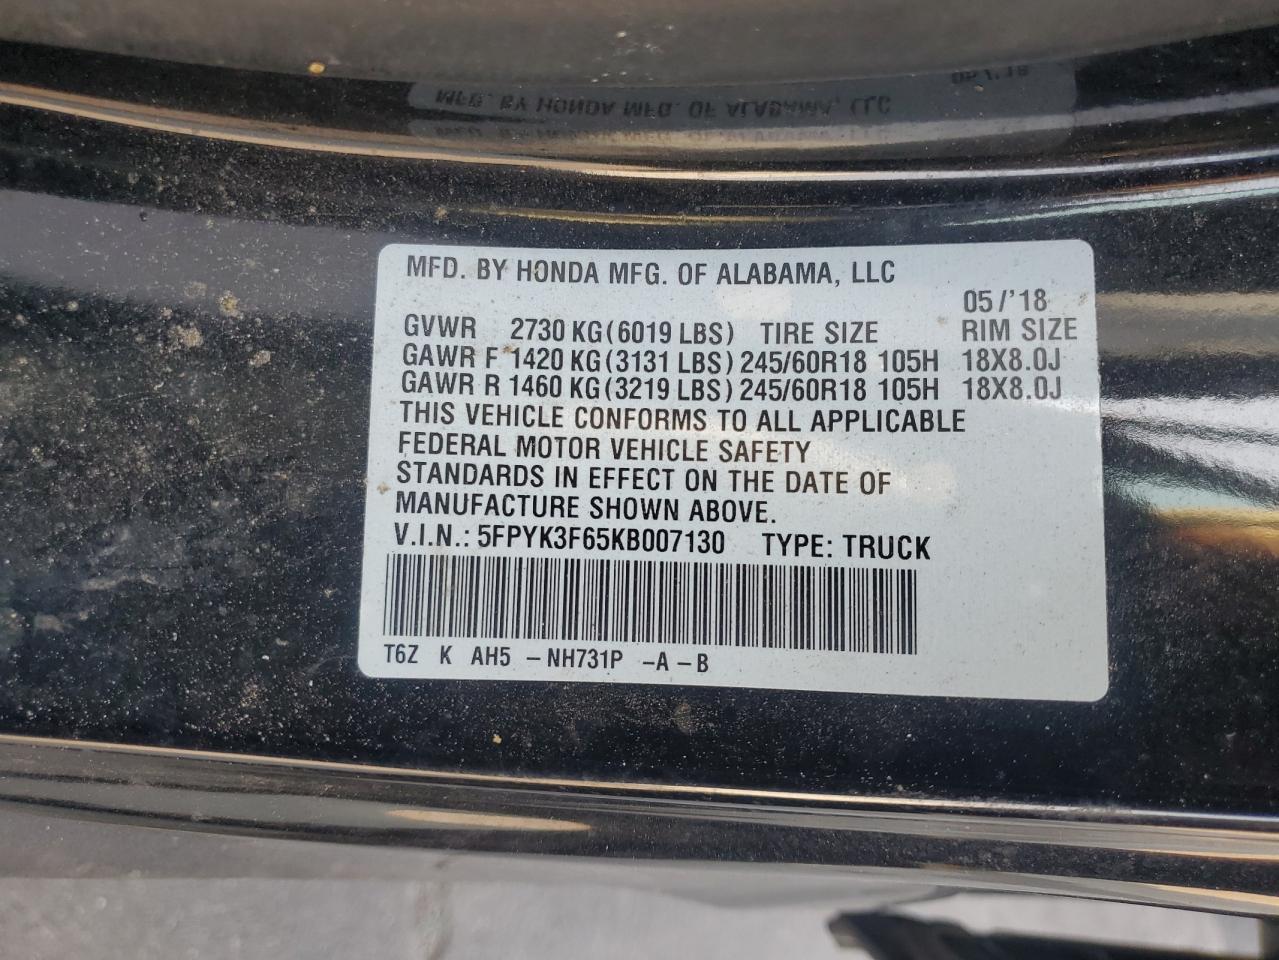 MFD. BY HONDA MFG. OF ALABAMA, LLC
05/'18
GVWR 2730 KG(6019 LBS) TIRE SIZE RIM SIZE
GAWR F 1420 KG(3131 LBS) 245/60R18 105H 18X8.0J
GAWR R 1460 KG(3219 LBS) 245/60R18 105H 18X8.0J
THIS VEHICLE CONFORMS TO ALL APPLICABLE
FEDERAL MOTOR VEHICLE SAFETY
STANDARDS IN EFFECT ON THE DATE OF
MANUFACTURE SHOWN ABOVE.
V.I.N.: 5FPYK3F65KB007130 TYPE: TRUCK
T6Z K AH5 -NH731P -A-B